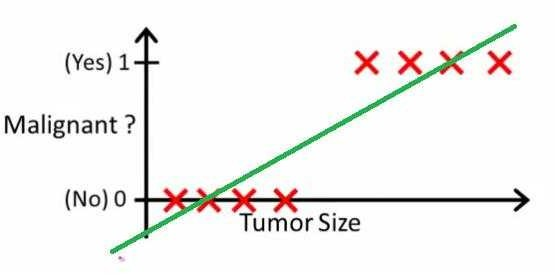 (Yes) 1
Malignant ?
(No) 0
Tumor Size